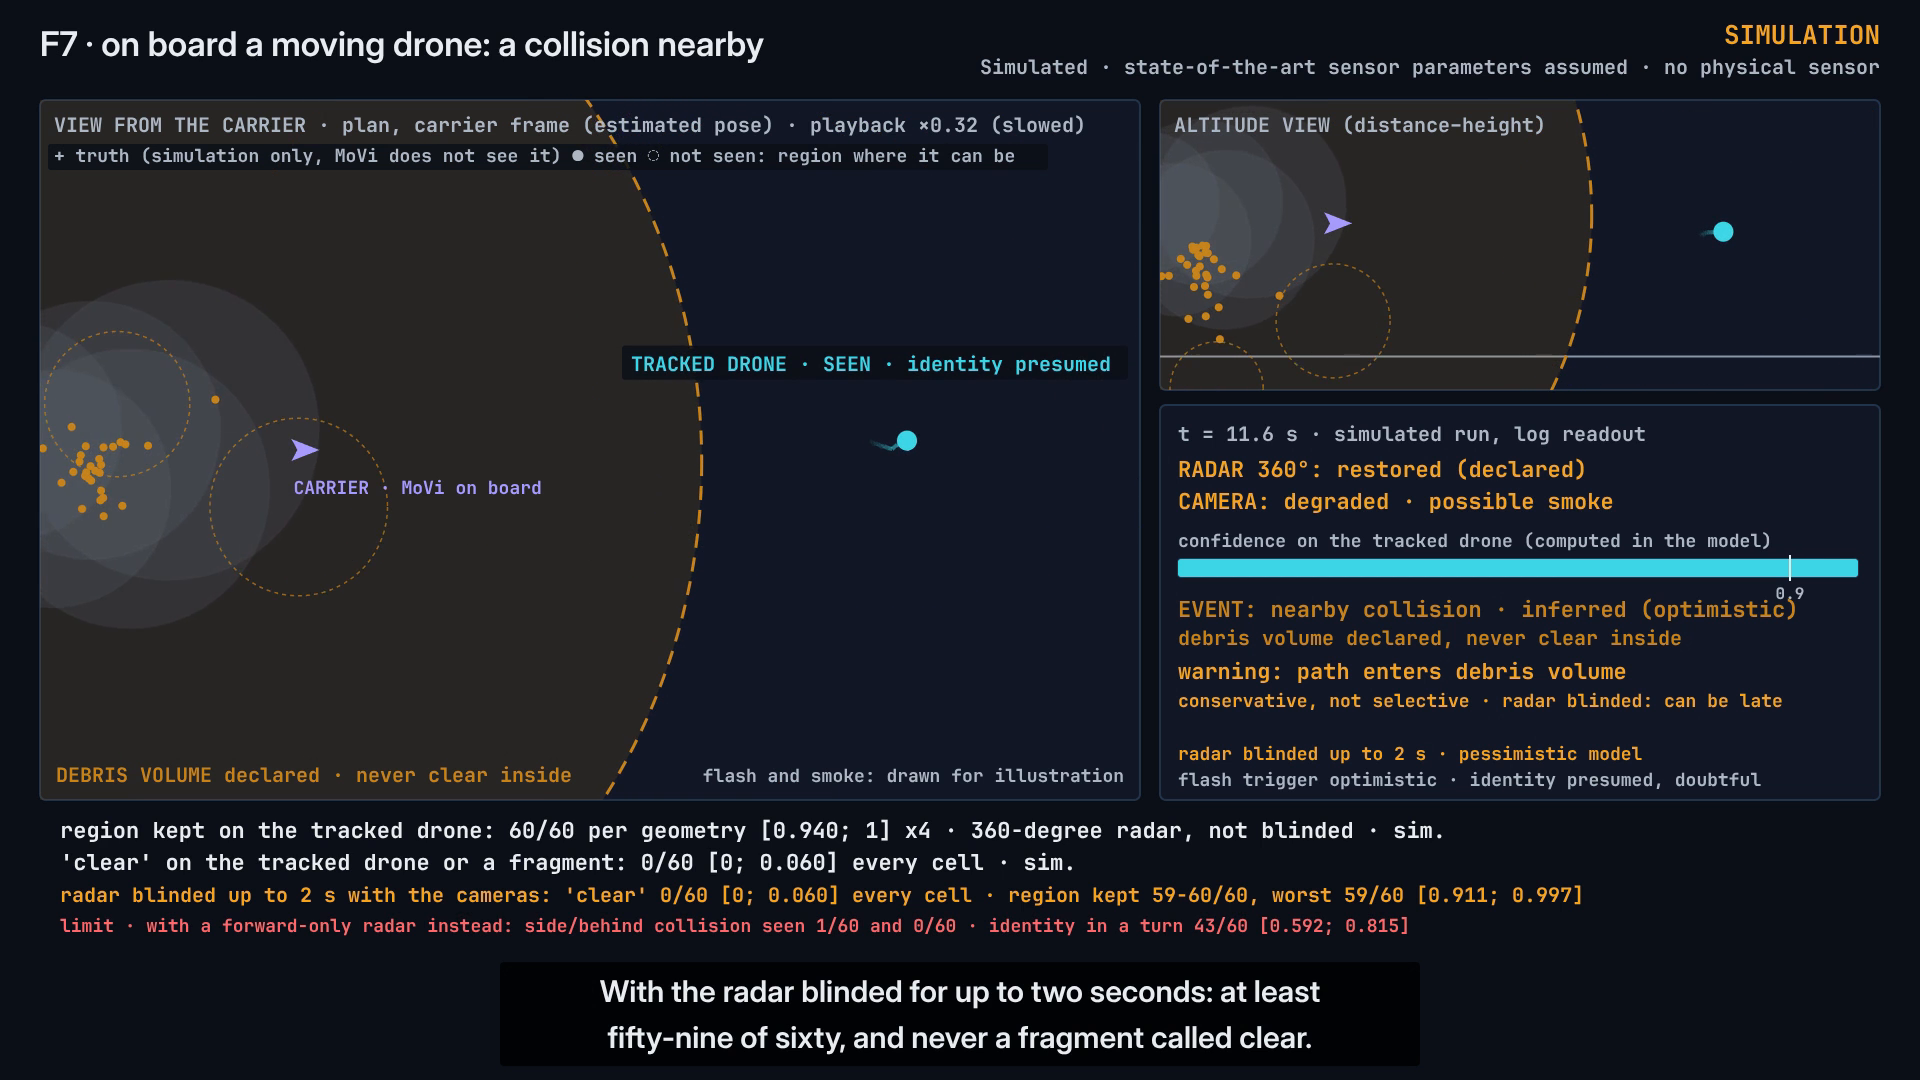 F7 · on board a moving drone: a collision nearby
SIMULATION
Simulated · state-of-the-art sensor parameters assumed · no physical sensor
VIEW FROM THE CARRIER · plan, carrier frame (estimated pose) · playback ×0.32 (slowed)
+ truth (simulation only, MoVi does not see it) ● seen ◌ not seen: region where it can be
TRACKED DRONE · SEEN · identity presumed
CARRIER · MoVi on board
DEBRIS VOLUME declared · never clear inside
flash and smoke: drawn for illustration
ALTITUDE VIEW (distance-height)
t = 11.6 s · simulated run, log readout
RADAR 360°: restored (declared)
CAMERA: degraded · possible smoke
confidence on the tracked drone (computed in the model)
0.9
EVENT: nearby collision · inferred (optimistic)
debris volume declared, never clear inside
warning: path enters debris volume
conservative, not selective · radar blinded: can be late
radar blinded up to 2 s · pessimistic model
flash trigger optimistic · identity presumed, doubtful
region kept on the tracked drone: 60/60 per geometry [0.940; 1] x4 · 360-degree radar, not blinded · sim.
'clear' on the tracked drone or a fragment: 0/60 [0; 0.060] every cell · sim.
radar blinded up to 2 s with the cameras: 'clear' 0/60 [0; 0.060] every cell · region kept 59-60/60, worst 59/60 [0.911; 0.997]
limit · with a forward-only radar instead: side/behind collision seen 1/60 and 0/60 · identity in a turn 43/60 [0.592; 0.815]
With the radar blinded for up to two seconds: at least
fifty-nine of sixty, and never a fragment called clear.